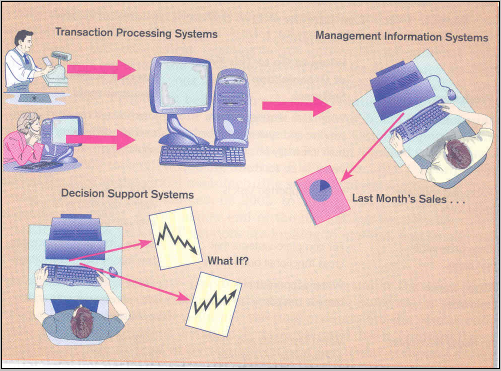 Transaction Processing Systems
Management Information Systems
Last Month's Sales . . .
Decision Support Systems
What If?